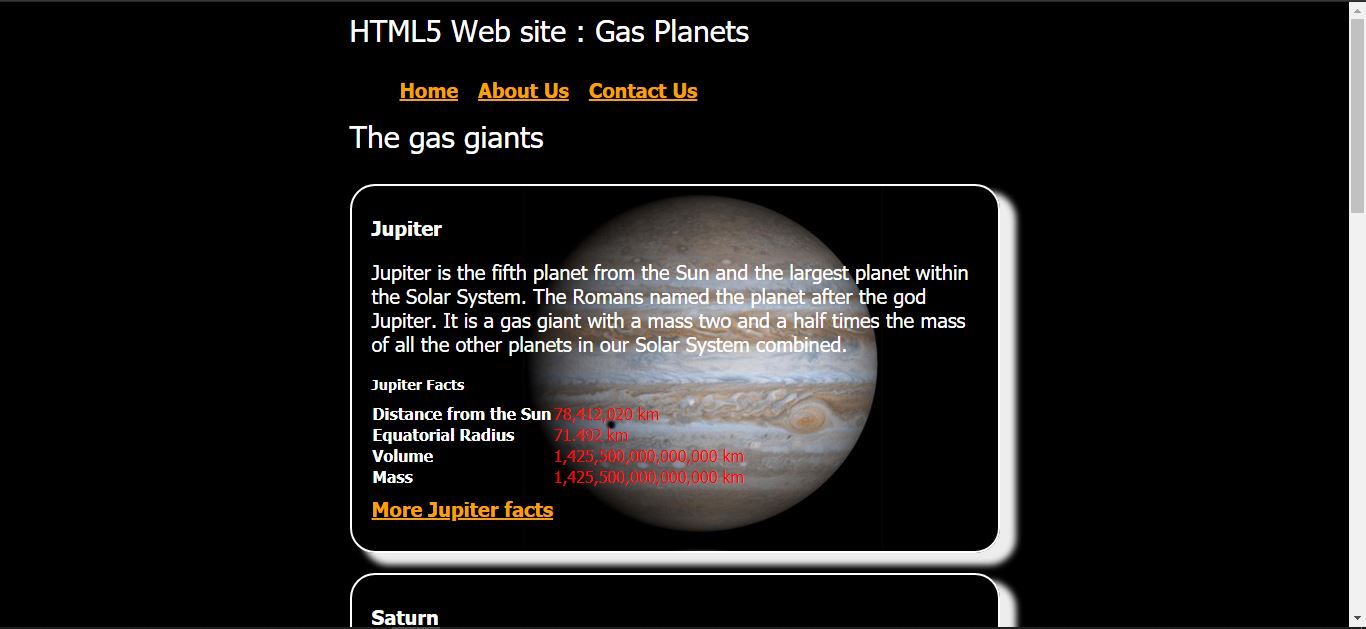 HTML5 Web site : Gas Planets
Home About Us Contact Us
The gas giants
Jupiter
Jupiter is the fifth planet from the Sun and the largest planet within
the Solar System. The Romans named the planet after the god
Jupiter. It is a gas giant with a mass two and a half times the mass
of all the other planets in our Solar System combined.
Jupiter Facts
Distance from the Sun 78,412,020 km
Equatorial Radius 71.492 km
Volume 1,425,500,000,000,000 km
Mass 1,425,500,000,000,000 km
More Jupiter facts
Saturn